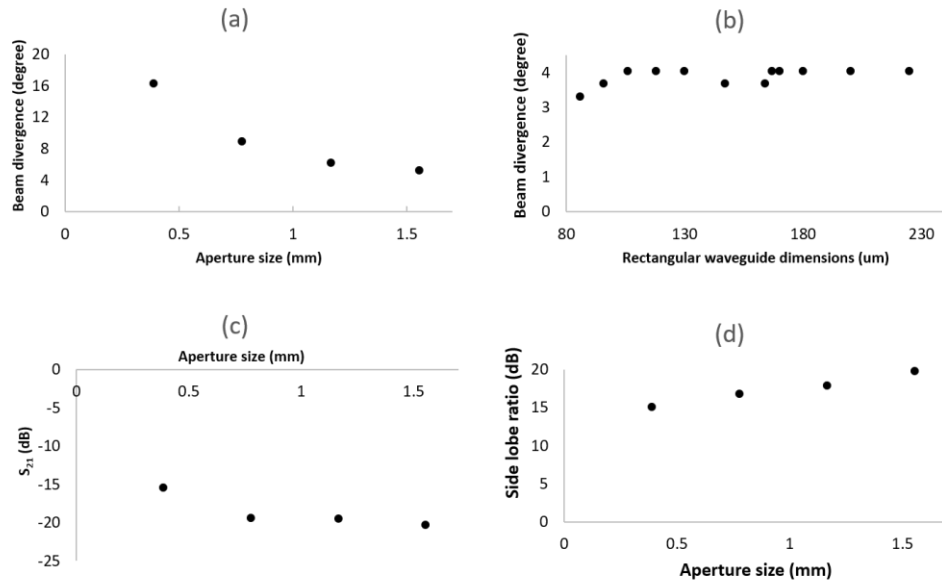 (a)
Beam divergence (degree)
20
16
12
8
4
0
0 0.5 1 1.5
Aperture size (mm)
(b)
Beam divergence (degree)
4
3
2
1
0
80 130 180 230
Rectangular waveguide dimensions (um)
(c)
Aperture size (mm)
0 0.5 1 1.5
S₂₁ (dB)
0
-5
-10
-15
-20
-25
(d)
Side lobe ratio (dB)
20
15
10
5
0
0 0.5 1 1.5
Aperture size (mm)